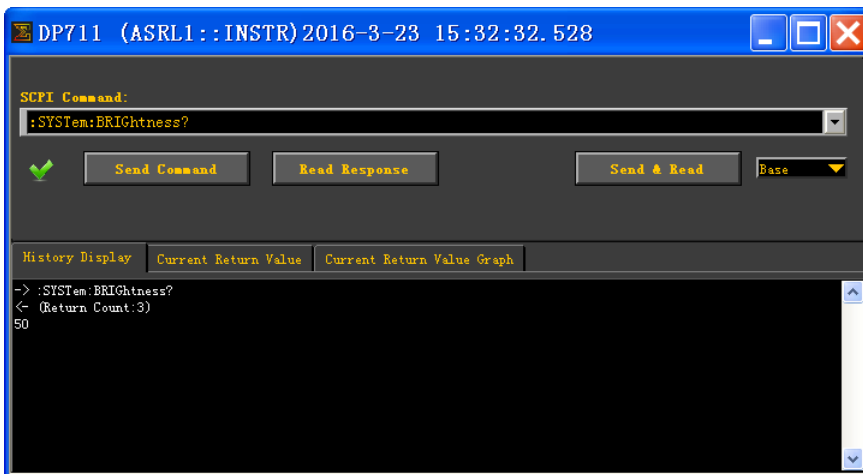 DP711 (ASRL1::INSTR)2016-3-23 15:32:32.528
SCPI Command:
:SYSTem:BRIGhtness?
Send Command Read Response Send & Read Base
History Display Current Return Value Current Return Value Graph
-> :SYSTem:BRIGhtness?
<- (Return Count:3)
50